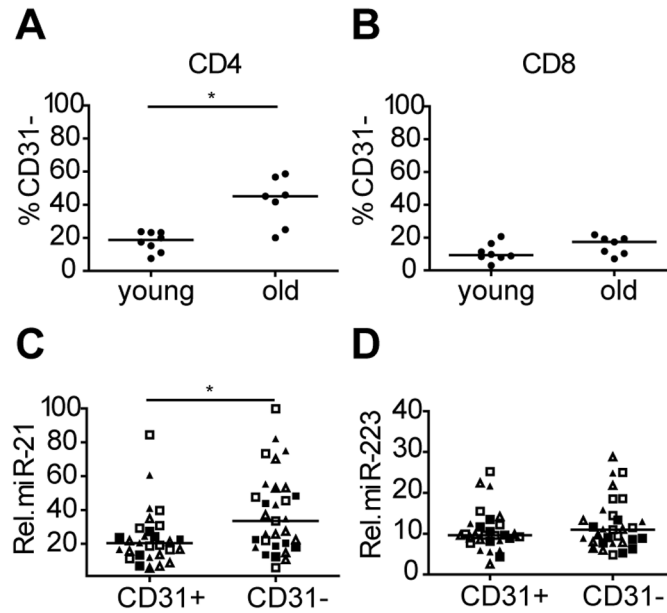 A
CD4
*
% CD31-
100
80
60
40
20
0
young old
B
CD8
% CD31-
100
80
60
40
20
0
young old
C
*
Rel. miR-21
100
80
60
40
20
CD31+ CD31-
D
Rel. miR-223
40
30
20
10
0
CD31+ CD31-